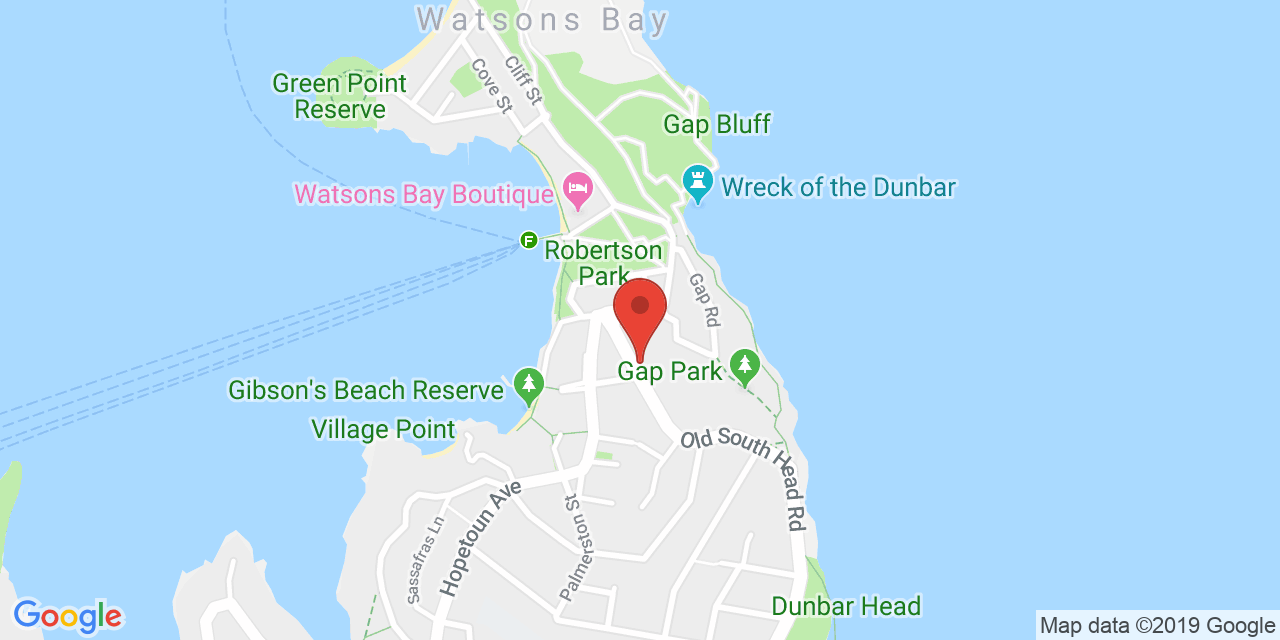 Watsons Bay
Cliff St
Cove St
Green Point
Reserve
Gap Bluff
Watsons Bay Boutique
Wreck of the Dunbar
F
Robertson
Park
Gap Rd
Gap Park
Gibson's Beach Reserve
Village Point
Old South Head Rd
Hopetoun Ave
Sassafras Ln
Palmerston St
Dunbar Head
Google
Map data ©2019 Google